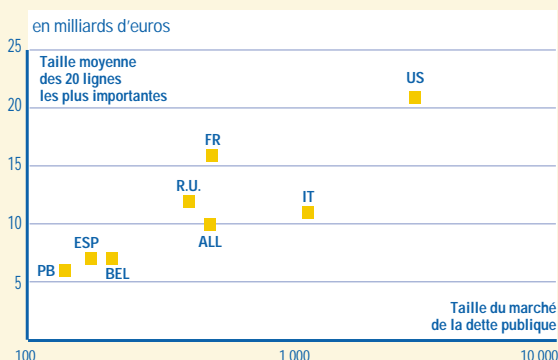 en milliards d'euros
25
Taille moyenne
des 20 lignes
les plus importantes
US
20
FR
15
R.U.
IT
10
ALL
ESP
PB
BEL
5
Taille du marché
de la dette publique
100
1 000
10 000